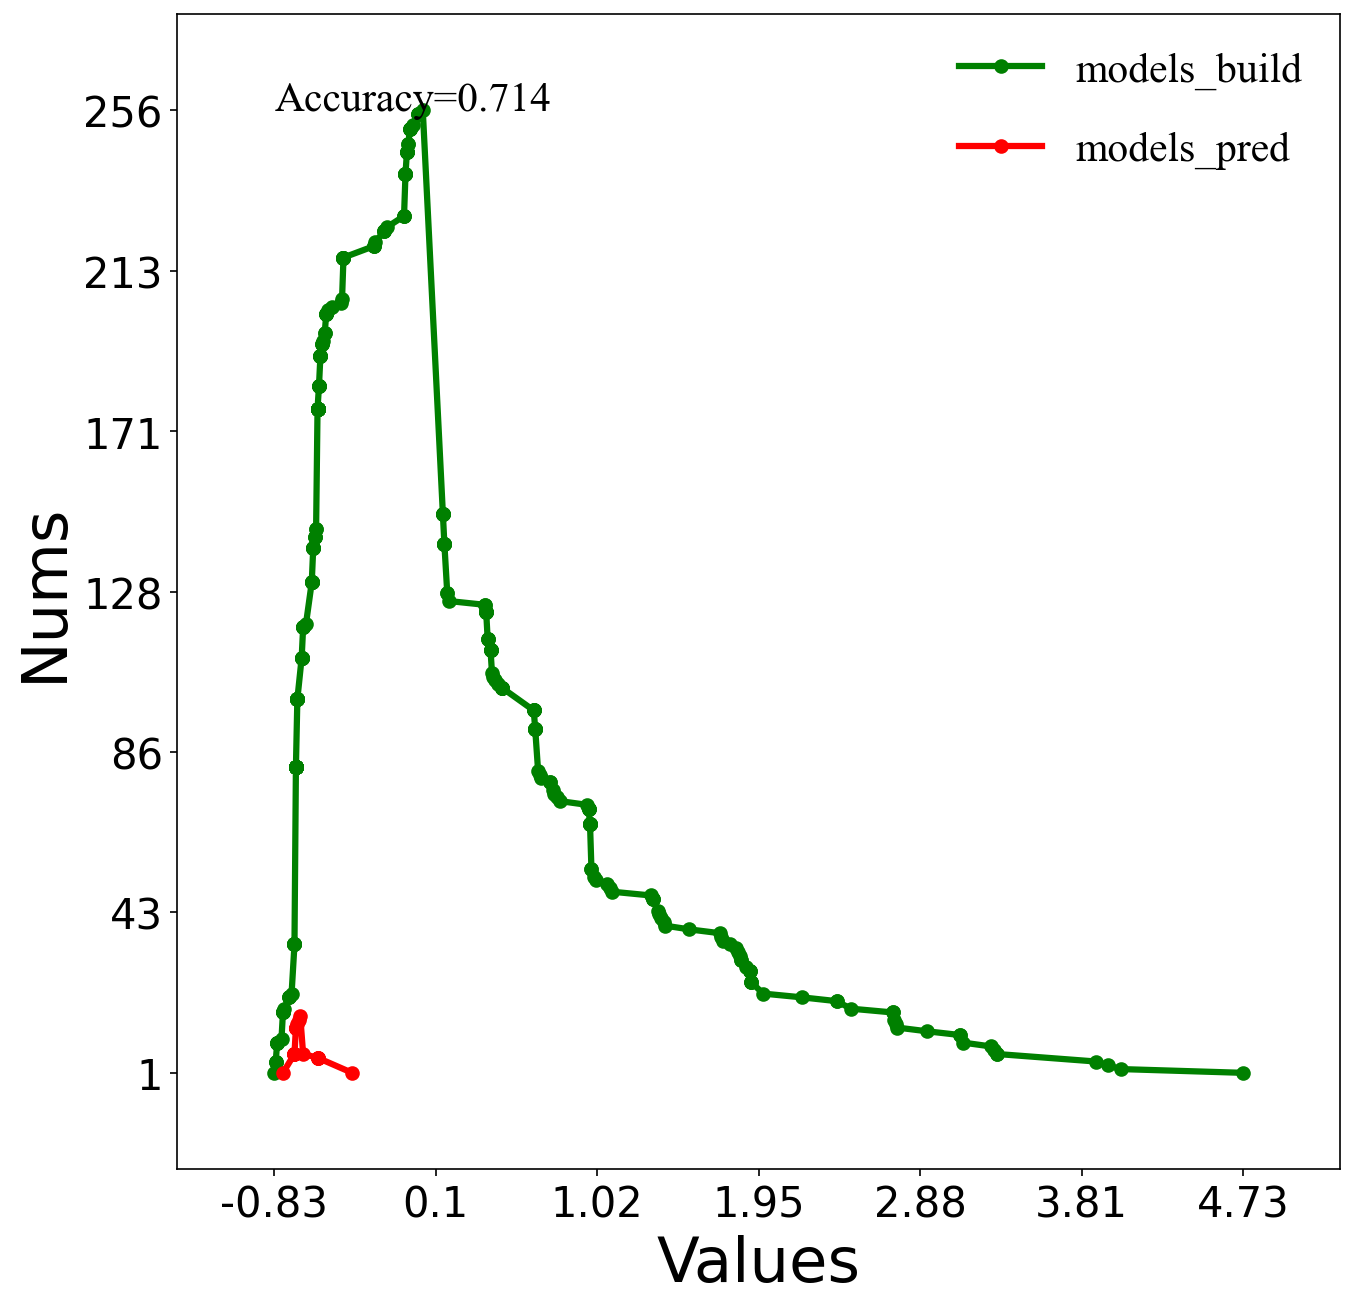 models_build
Accuracy=0.714
models_pred
256
213
171
128
86
43
1
Nums
-0.83 0.1 1.02 1.95 2.88 3.81 4.73
Values